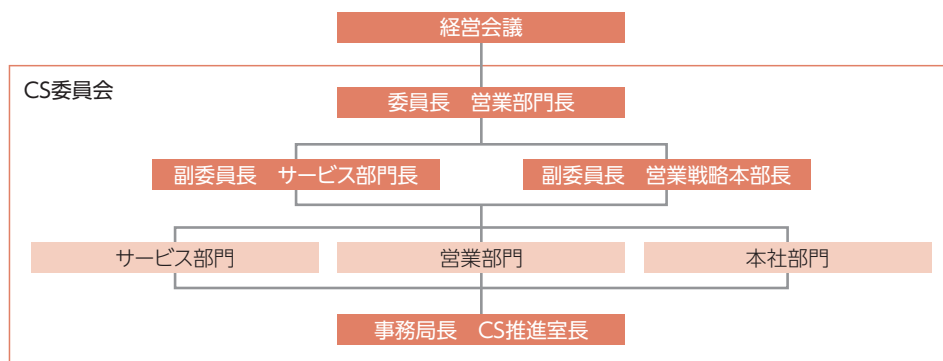 経営会議
CS委員会
委員長　営業部門長
副委員長　サービス部門長
副委員長　営業戦略本部長
サービス部門
営業部門
本社部門
事務局長　CS推進室長